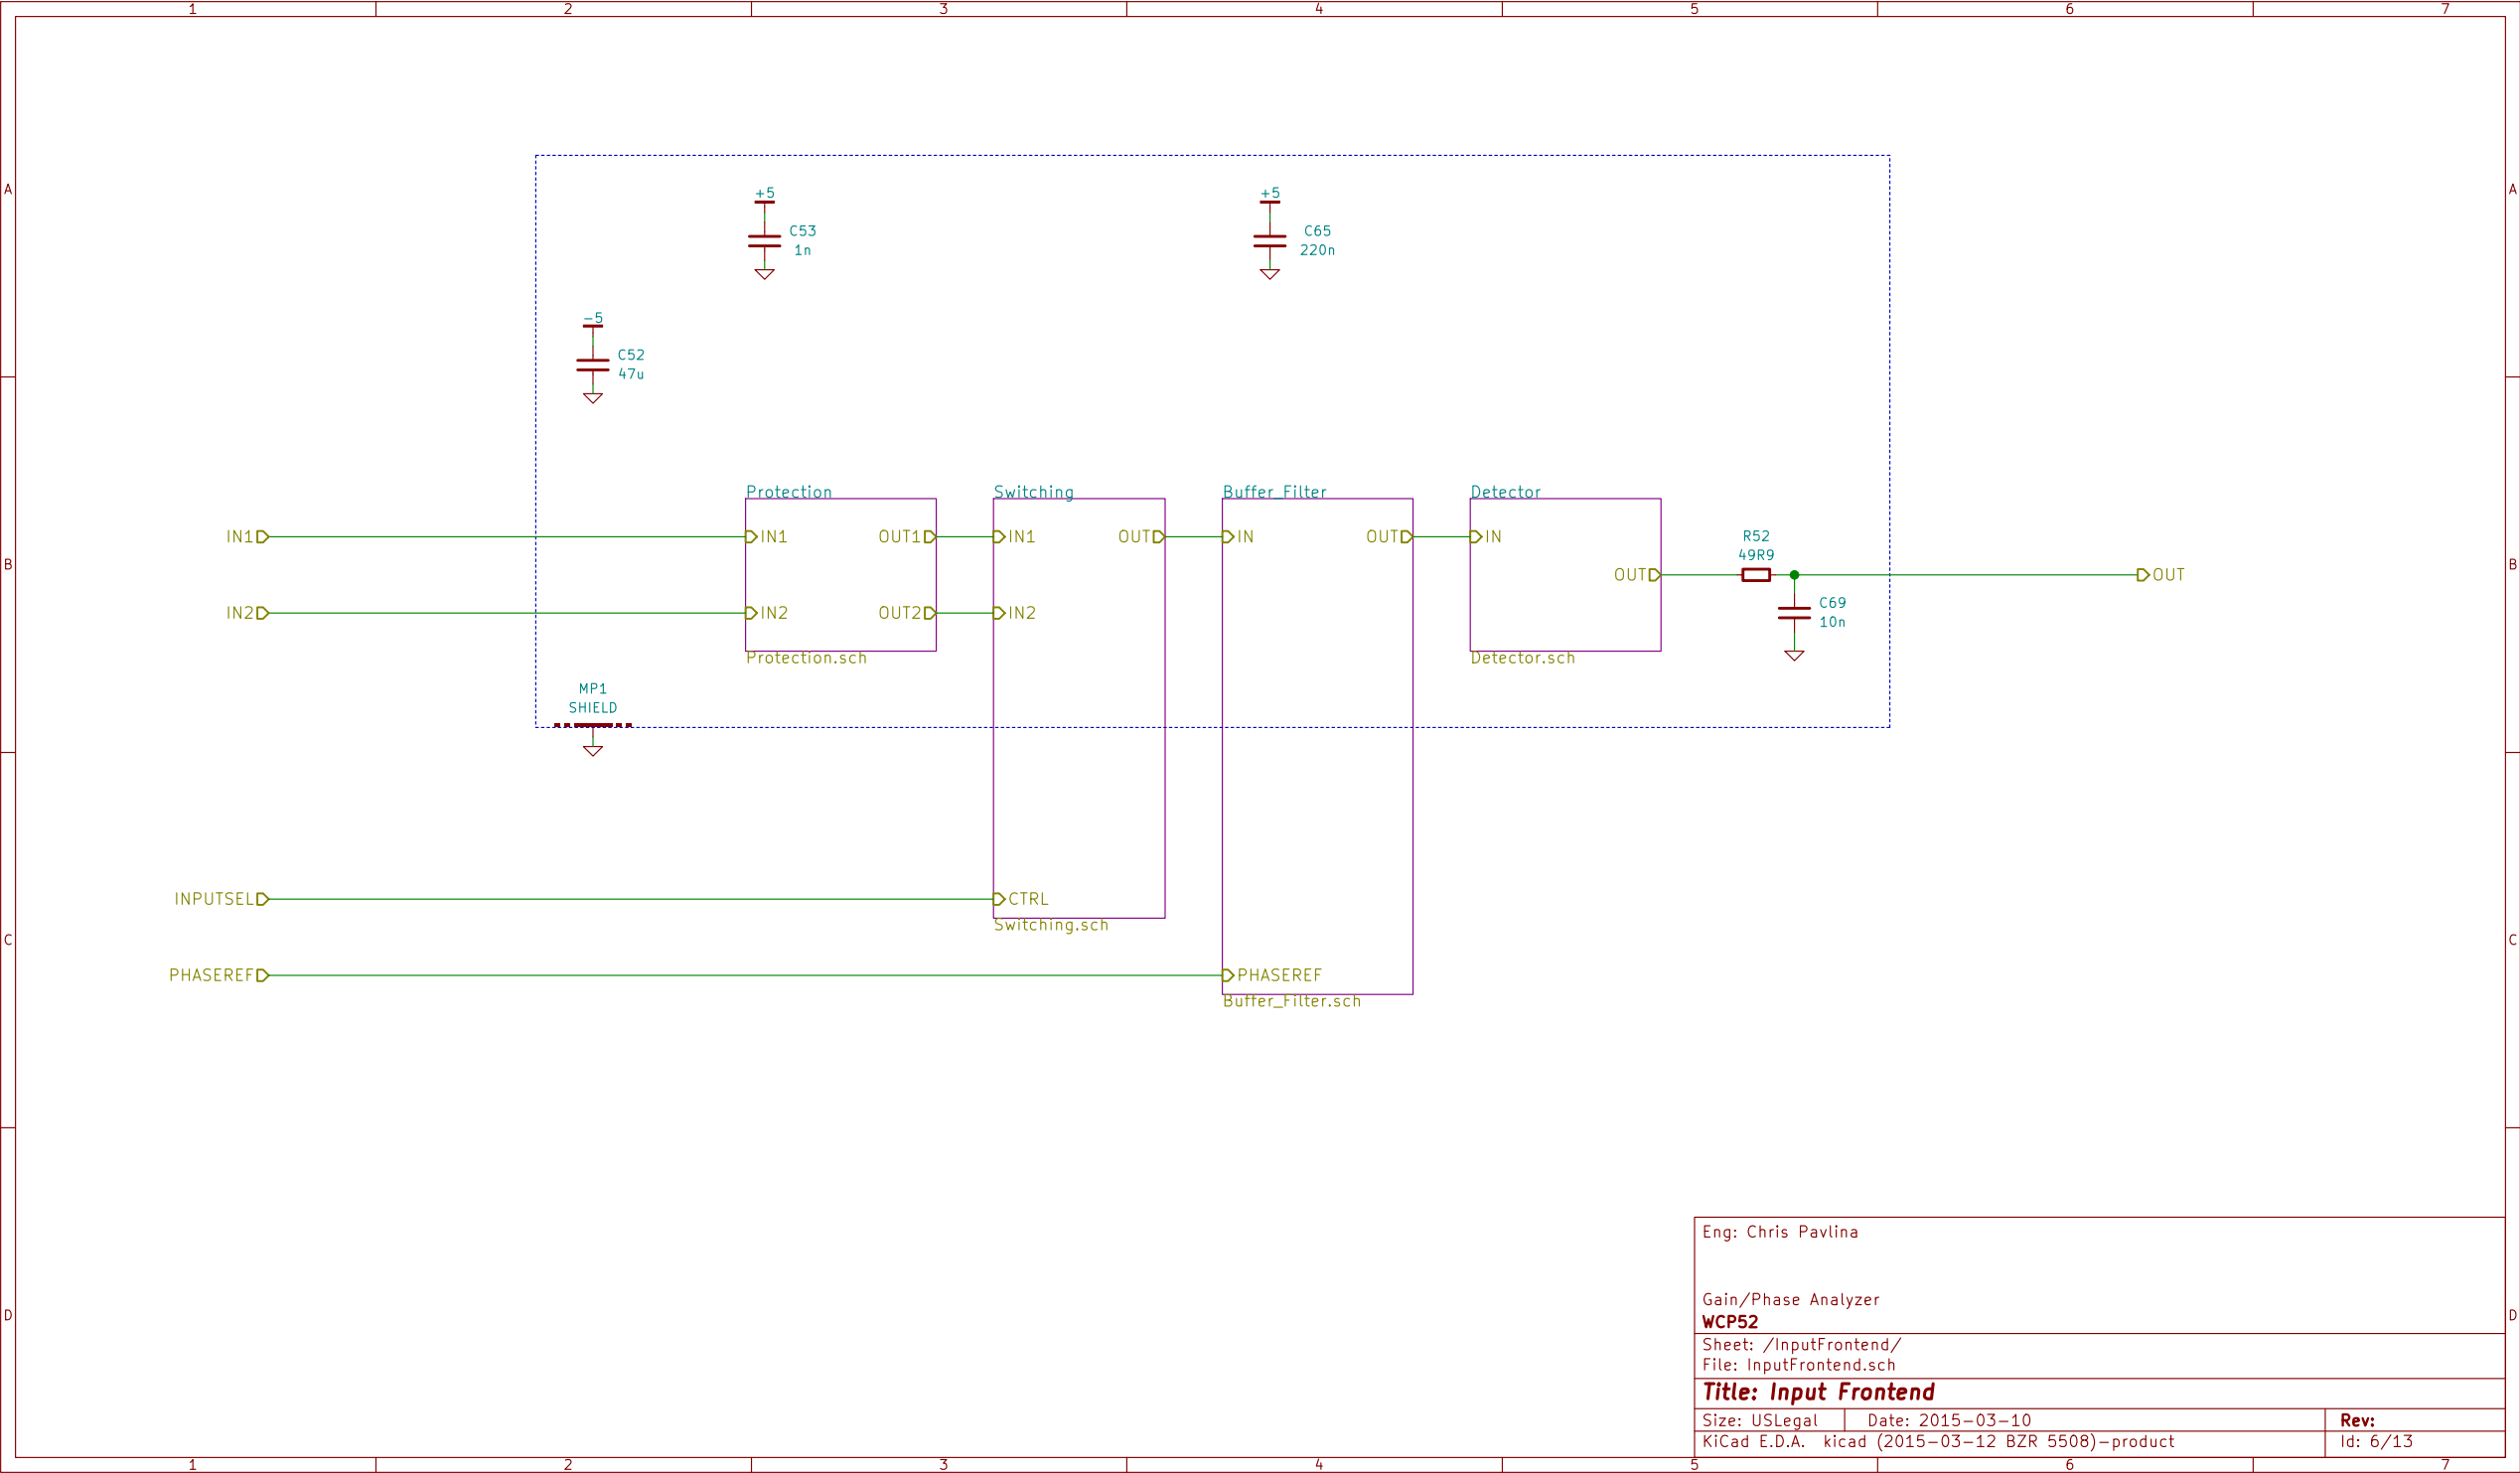 1 2 3 4 5 6 7
A A
+5 +5
C53 C65
1n 220n
-5
C52
47u
Protection Switching Buffer_Filter Detector
IN1 IN1 OUT1 IN1 OUT IN OUT IN
R52
49R9
B B
OUT OUT
C69
10n
IN2 IN2 OUT2 IN2
Protection.sch Detector.sch
MP1
SHIELD
INPUTSEL CTRL
Switching.sch
C C
PHASEREF PHASEREF
Buffer_Filter.sch
Eng: Chris Pavlina
Gain/Phase Analyzer
D D
WCP52
Sheet: /InputFrontend/
File: InputFrontend.sch
Title: Input Frontend
Size: USLegal Date: 2015-03-10 Rev:
KiCad E.D.A. kicad (2015-03-12 BZR 5508)-product Id: 6/13
1 2 3 4 5 6 7